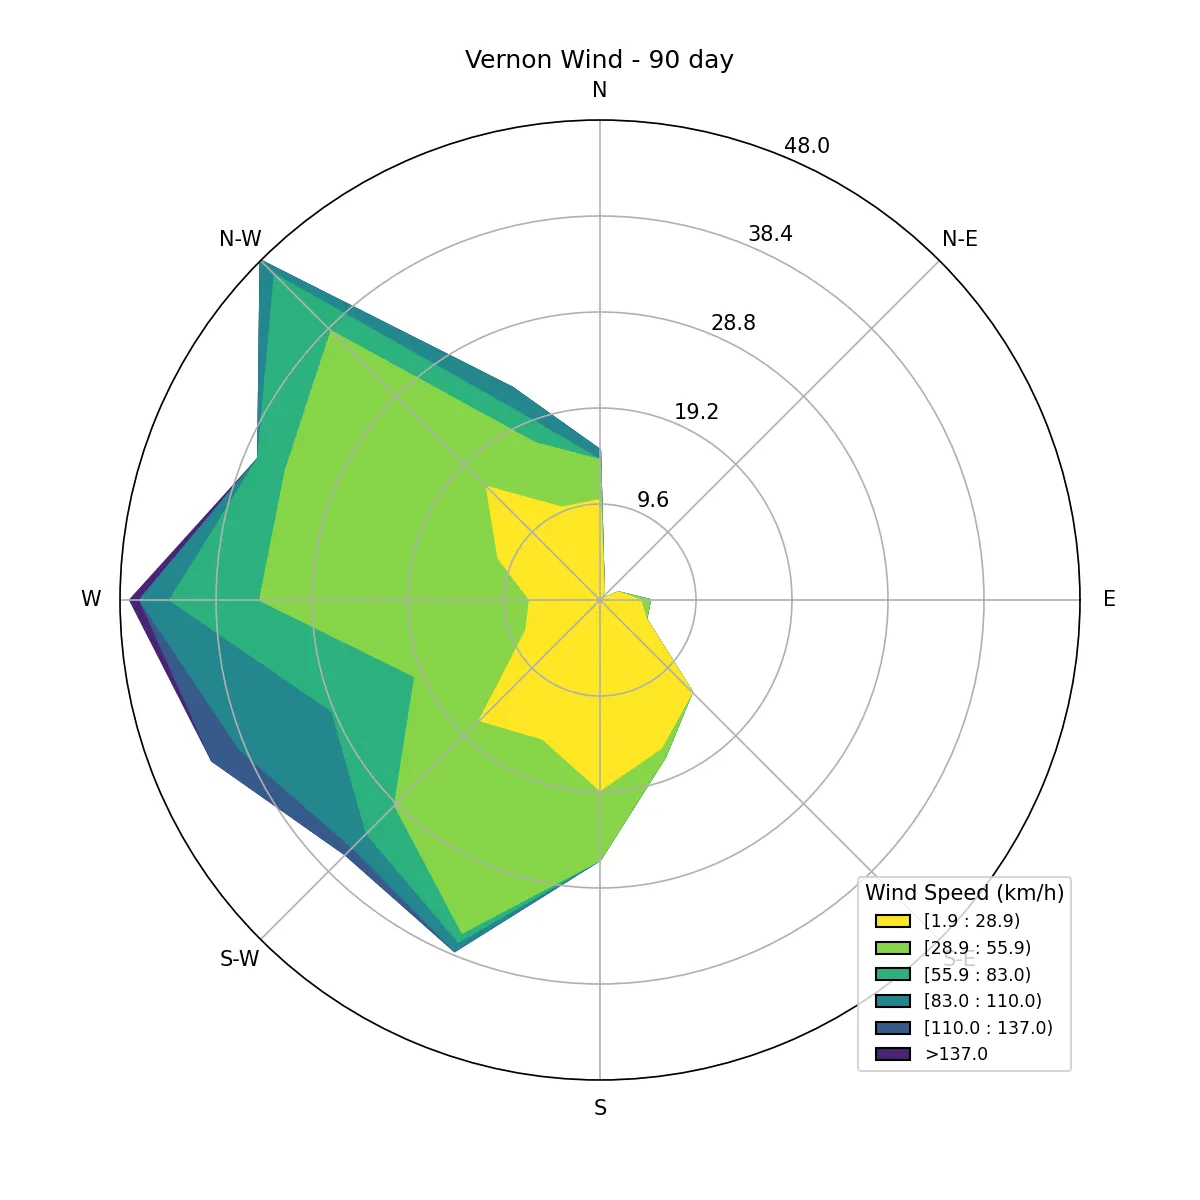 Vernon Wind - 90 day
N
48.0
38.4
N-W
N-E
28.8
19.2
9.6
W
E
Wind Speed (km/h)
[1.9 : 28.9)
[28.9 : 55.9)
S-W
S-E
[55.9 : 83.0)
[83.0 : 110.0)
[110.0 : 137.0)
>137.0
S